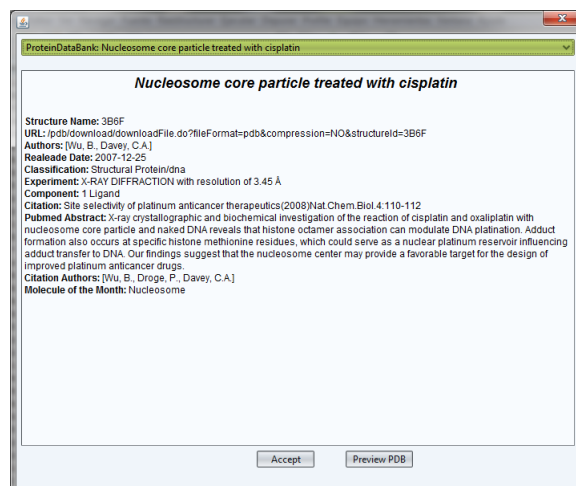 ProteinDataBank: Nucleosome core particle treated with cisplatin
Nucleosome core particle treated with cisplatin
Structure Name: 3B6F
URL: /pdb/download/downloadFile.do?fileFormat=pdb&compression=NO&structureId=3B6F
Authors: [Wu, B., Davey, C.A.]
Realeade Date: 2007-12-25
Classification: Structural Protein/dna
Experiment: X-RAY DIFFRACTION with resolution of 3.45 Å
Component: 1 Ligand
Citation: Site selectivity of platinum anticancer therapeutics(2008)Nat.Chem.Biol.4:110-112
Pubmed Abstract: X-ray crystallographic and biochemical investigation of the reaction of cisplatin and oxaliplatin with
nucleosome core particle and naked DNA reveals that histone octamer association can modulate DNA platination. Adduct
formation also occurs at specific histone methionine residues, which could serve as a nuclear platinum reservoir influencing
adduct transfer to DNA. Our findings suggest that the nucleosome center may provide a favorable target for the design of
improved platinum anticancer drugs.
Citation Authors: [Wu, B., Droge, P., Davey, C.A.]
Molecule of the Month: Nucleosome
Accept Preview PDB